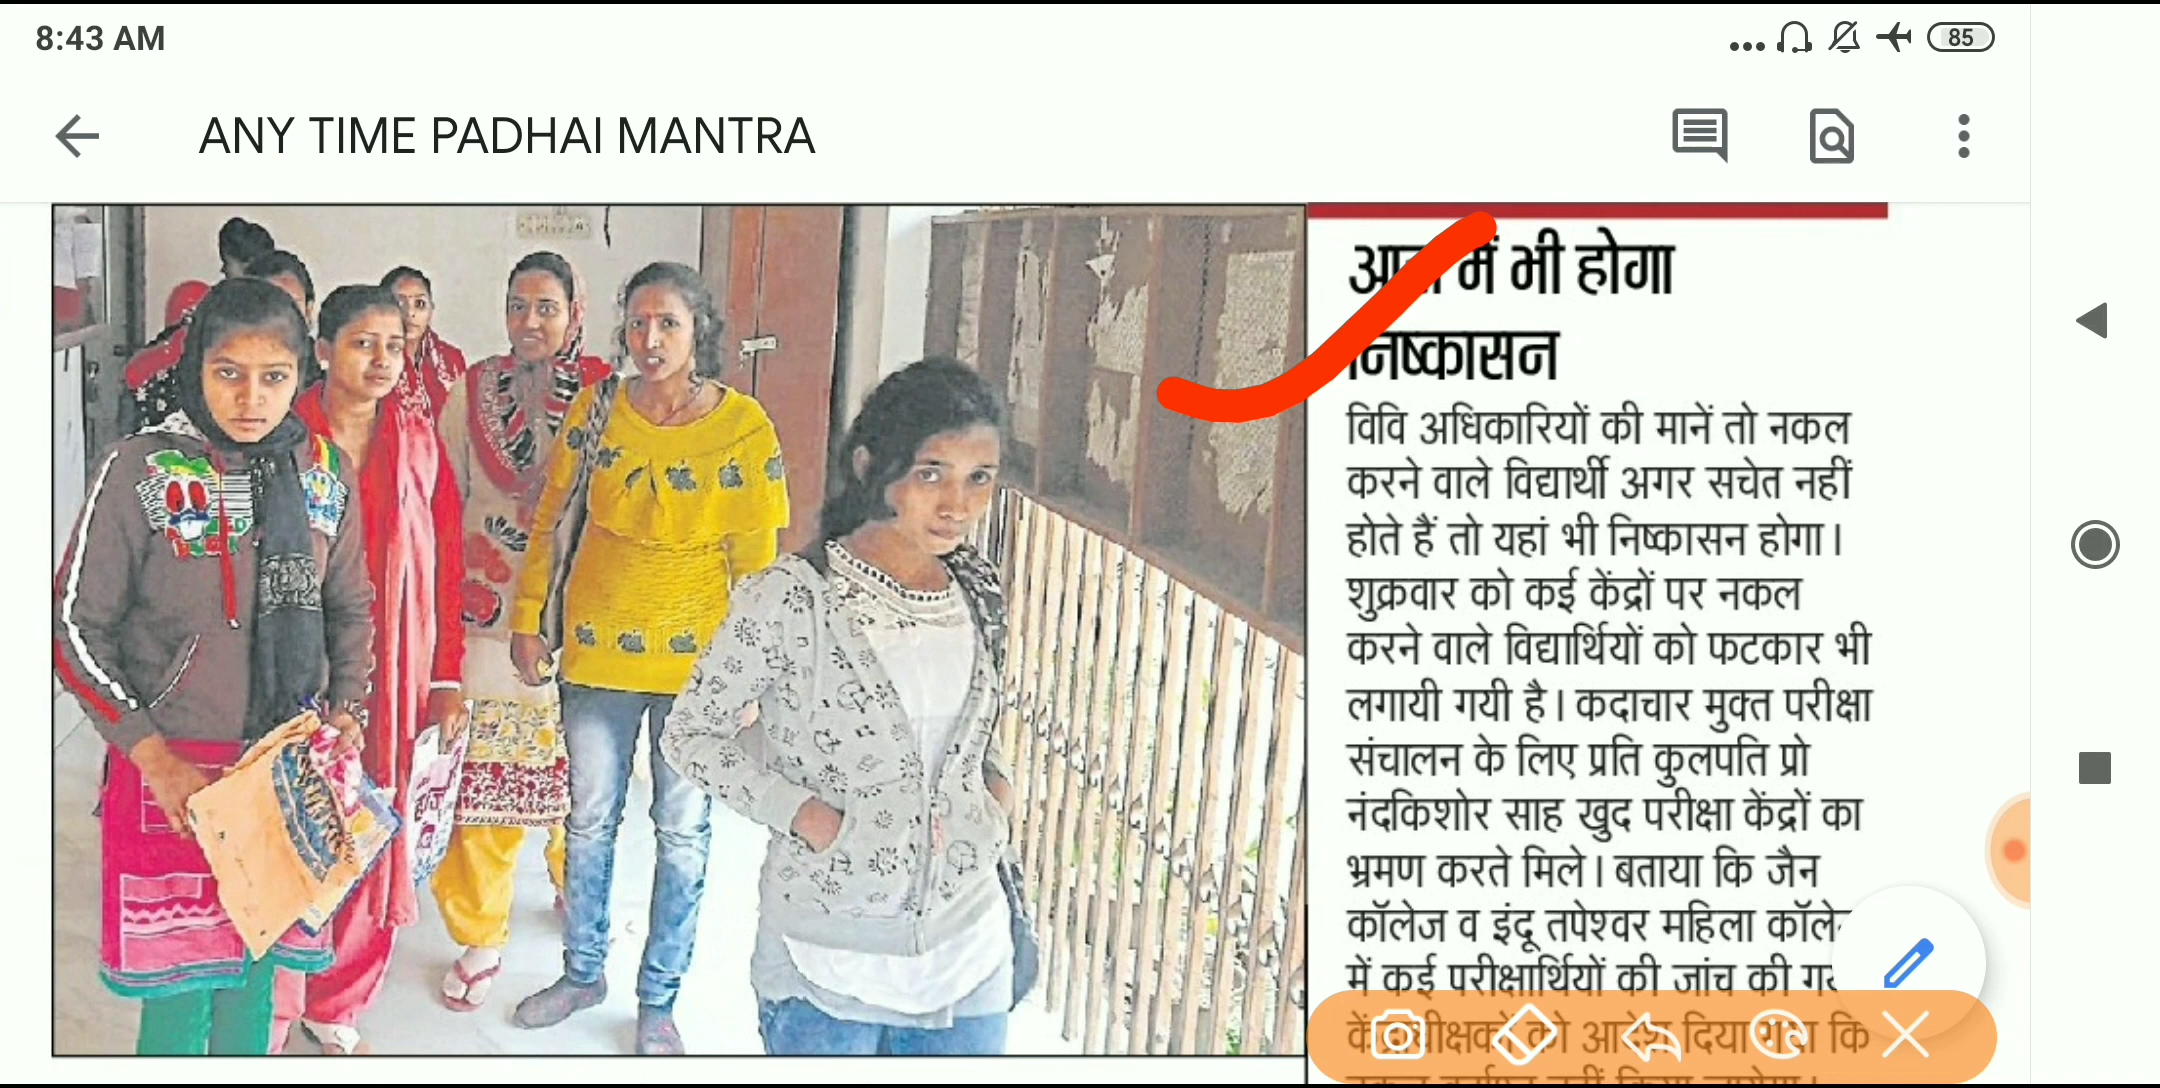 8:43 AM
85
ANY TIME PADHAI MANTRA
में भी होगा
निष्कासन
विवि अधिकारियों की मानें तो नकल
करने वाले विद्यार्थी अगर सचेत नहीं
होते हैं तो यहां भी निष्कासन होगा।
शुक्रवार को कई केंद्रों पर नकल
करने वाले विद्यार्थियों को फटकार भी
लगायी गयी है। कदाचार मुक्त परीक्षा
संचालन के लिए प्रति कुलपति प्रो
नंदकिशोर साह खुद परीक्षा केंद्रों का
भ्रमण करते मिले। बताया कि जैन
कॉलेज व इंदू तपेश्वर महिला
में कई परीक्षार्थियों की जांच की
को आदेश दिया कि